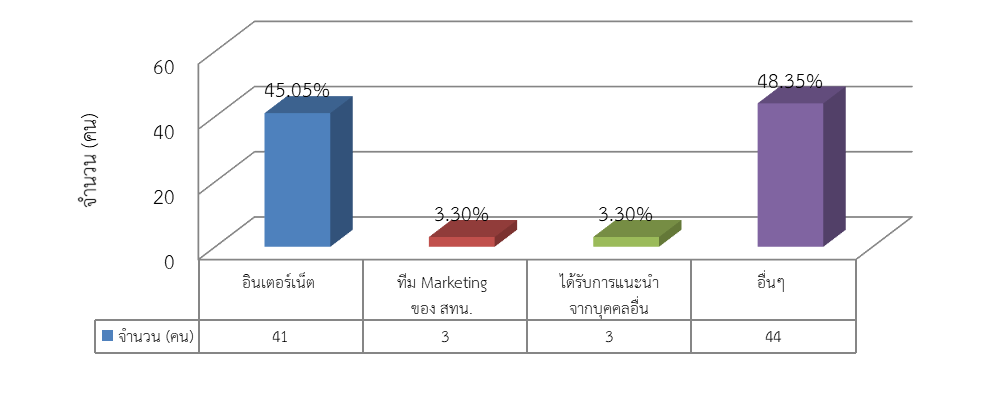 60
40
20
0
จำนวน (คน)
45.05%
3.30%
3.30%
48.35%
อินเตอร์เน็ต
ทีม Marketing
ของ สทน.
ได้รับการแนะนำ
จากบุคคลอื่น
อื่นๆ
จำนวน (คน) 41 3 3 44